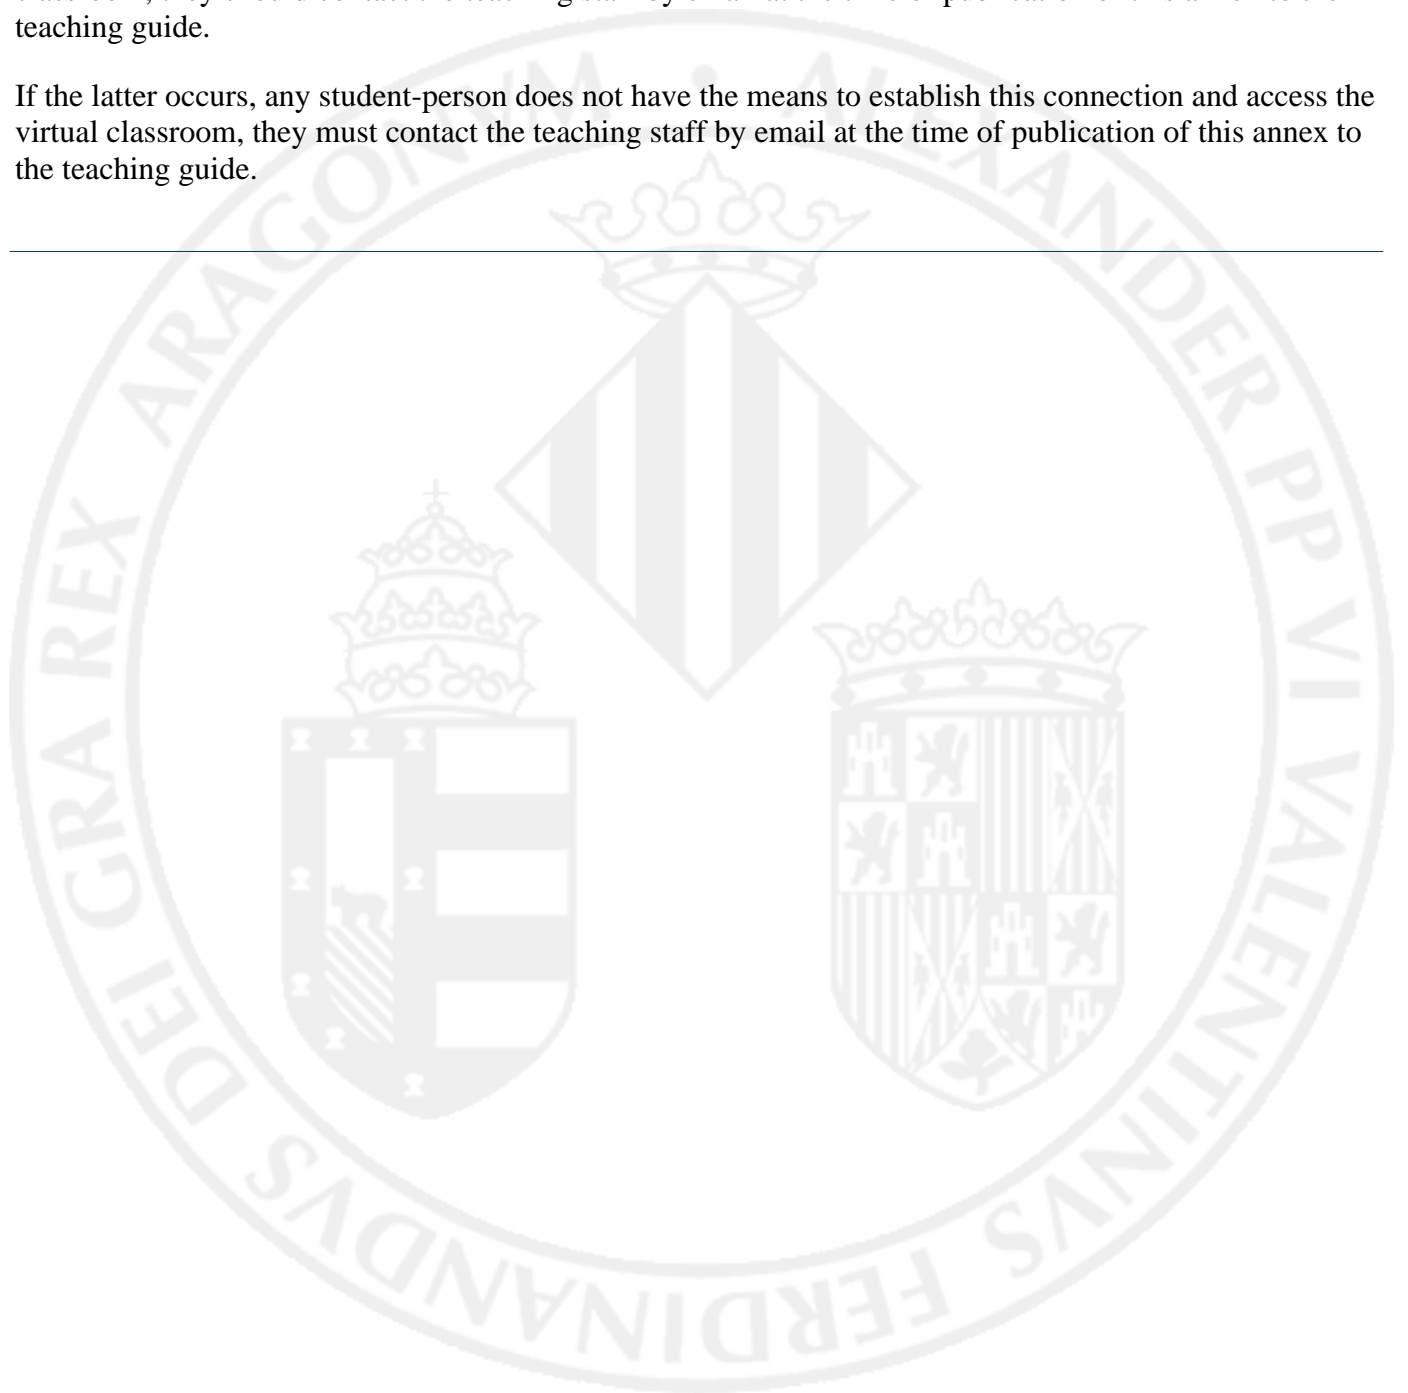 teaching guide.
If the latter occurs, any student-person does not have the means to establish this connection and access the
virtual classroom, they must contact the teaching staff by email at the time of publication of this annex to
the teaching guide.
ALEXANDER PP VI VALENTINVS FERDINANDVS DEI GRA REX ARAGONVM